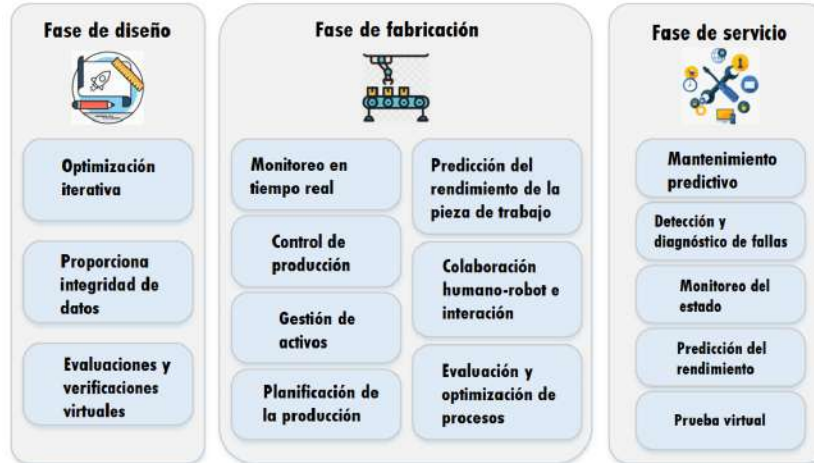 Fase de diseño
Optimización
iterativa
Proporciona
integridad de
datos
Evaluaciones y
verificaciones
virtuales
Fase de fabricación
Monitoreo en
tiempo real
Control de
producción
Gestión de
activos
Planificación de
la producción
Predicción del
rendimiento de la
pieza de trabajo
Colaboración
humano-robot e
interación
Evaluación y
optimización de
procesos
Fase de servicio
Mantenimiento
predictivo
Detección y
diagnóstico de fallas
Monitoreo del
estado
Predicción del
rendimiento
Prueba virtual